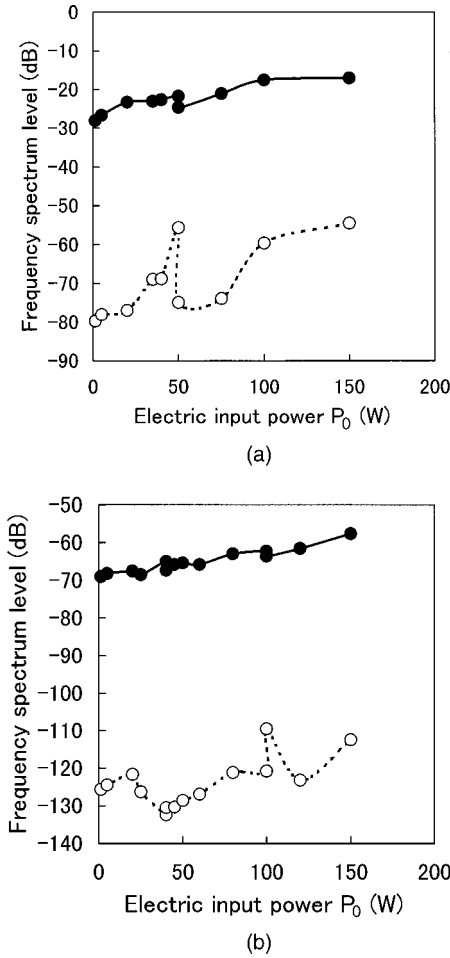 0
-10
-20
-30
-40
-50
-60
-70
-80
-90
Frequency spectrum level (dB)
0 50 100 150 200
Electric input power P₀ (W)
(a)
-50
-60
-70
-80
-90
-100
-110
-120
-130
-140
Frequency spectrum level (dB)
0 50 100 150 200
Electric input power P₀ (W)
(b)